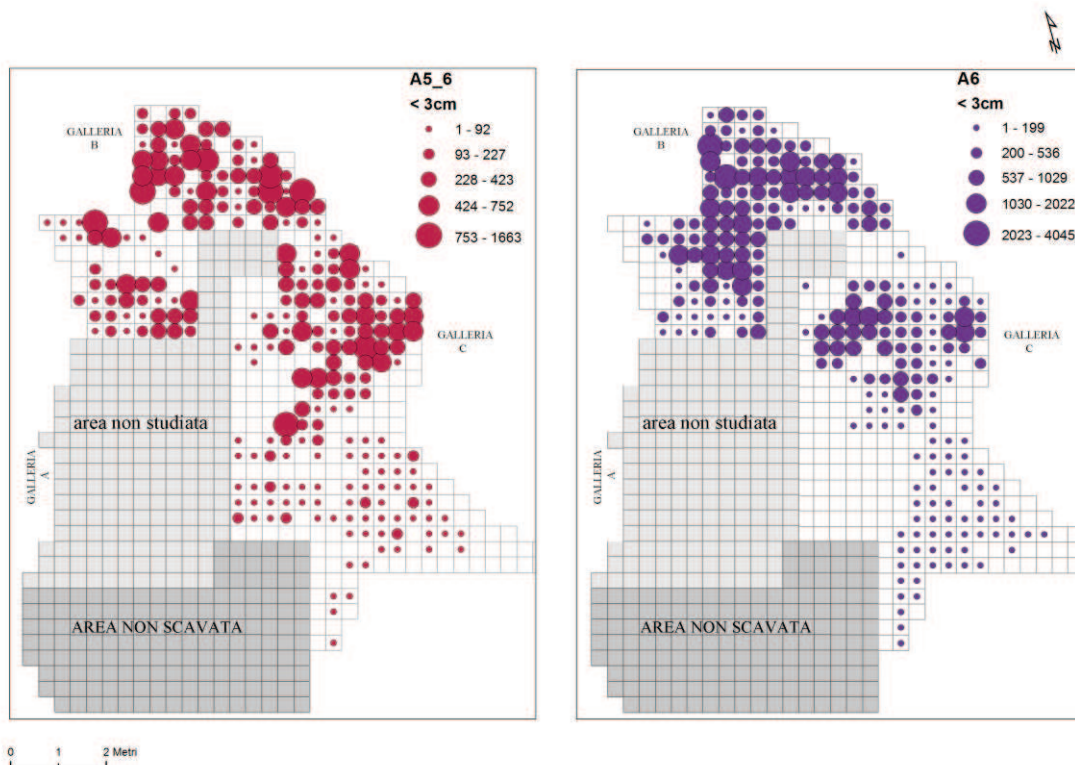 N
A5_6
< 3cm
1 - 92
93 - 227
228 - 423
424 - 752
753 - 1663
GALLERIA
B
GALLERIA
C
area non studiata
GALLERIA
A
AREA NON SCAVATA
A6
< 3cm
1 - 199
200 - 536
537 - 1029
1030 - 2022
2023 - 4045
GALLERIA
B
GALLERIA
C
area non studiata
GALLERIA
A
AREA NON SCAVATA
0 1 2 Metri